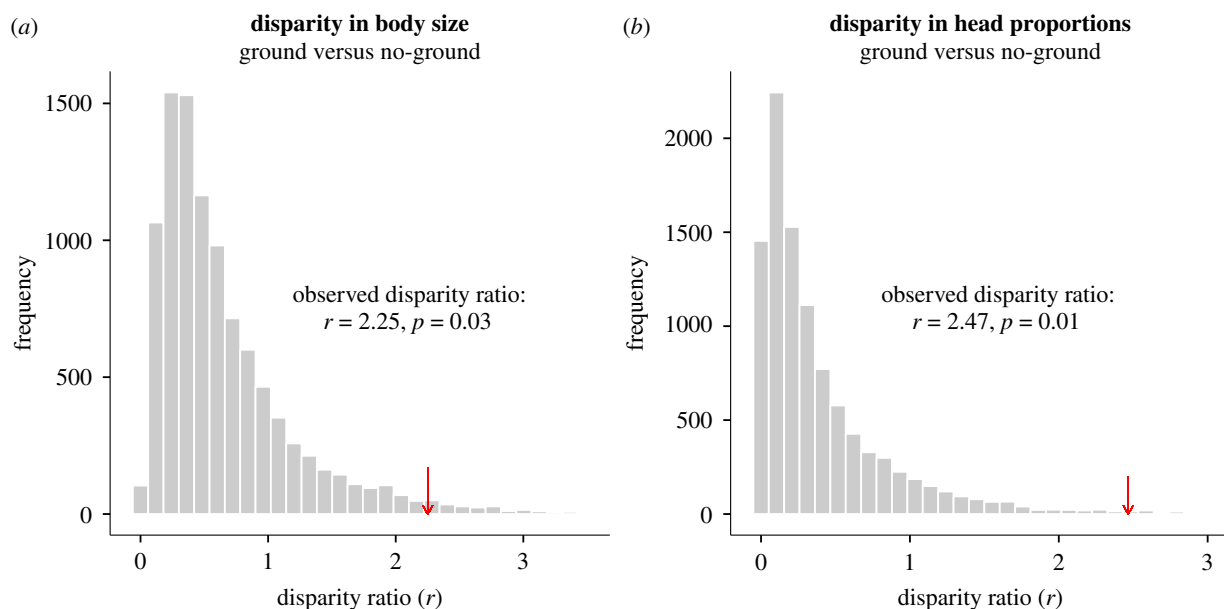 (a)
disparity in body size
ground versus no-ground
1500
1000
500
0
frequency
observed disparity ratio:
r = 2.25, p = 0.03
0 1 2 3
disparity ratio (r)
(b)
disparity in head proportions
ground versus no-ground
2000
1500
1000
500
0
frequency
observed disparity ratio:
r = 2.47, p = 0.01
0 1 2 3
disparity ratio (r)